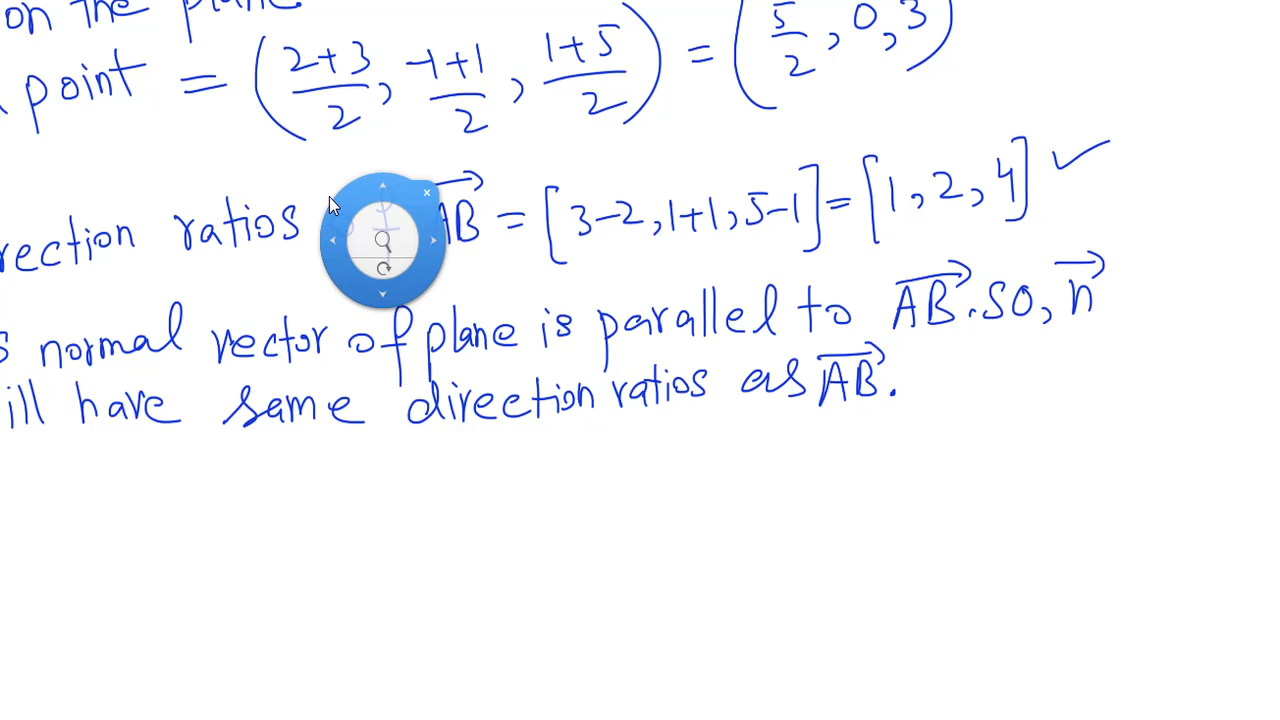 on the plane
point = (2+3/2, -1+1/2, 1+5/2) = (5/2, 0, 3)
rection ratios AB⃗ = [3-2, 1+1, 5-1] = [1, 2, 4] ✓
s normal vector of plane is parallel to AB⃗. SO, n⃗
ill have same direction ratios as AB⃗.